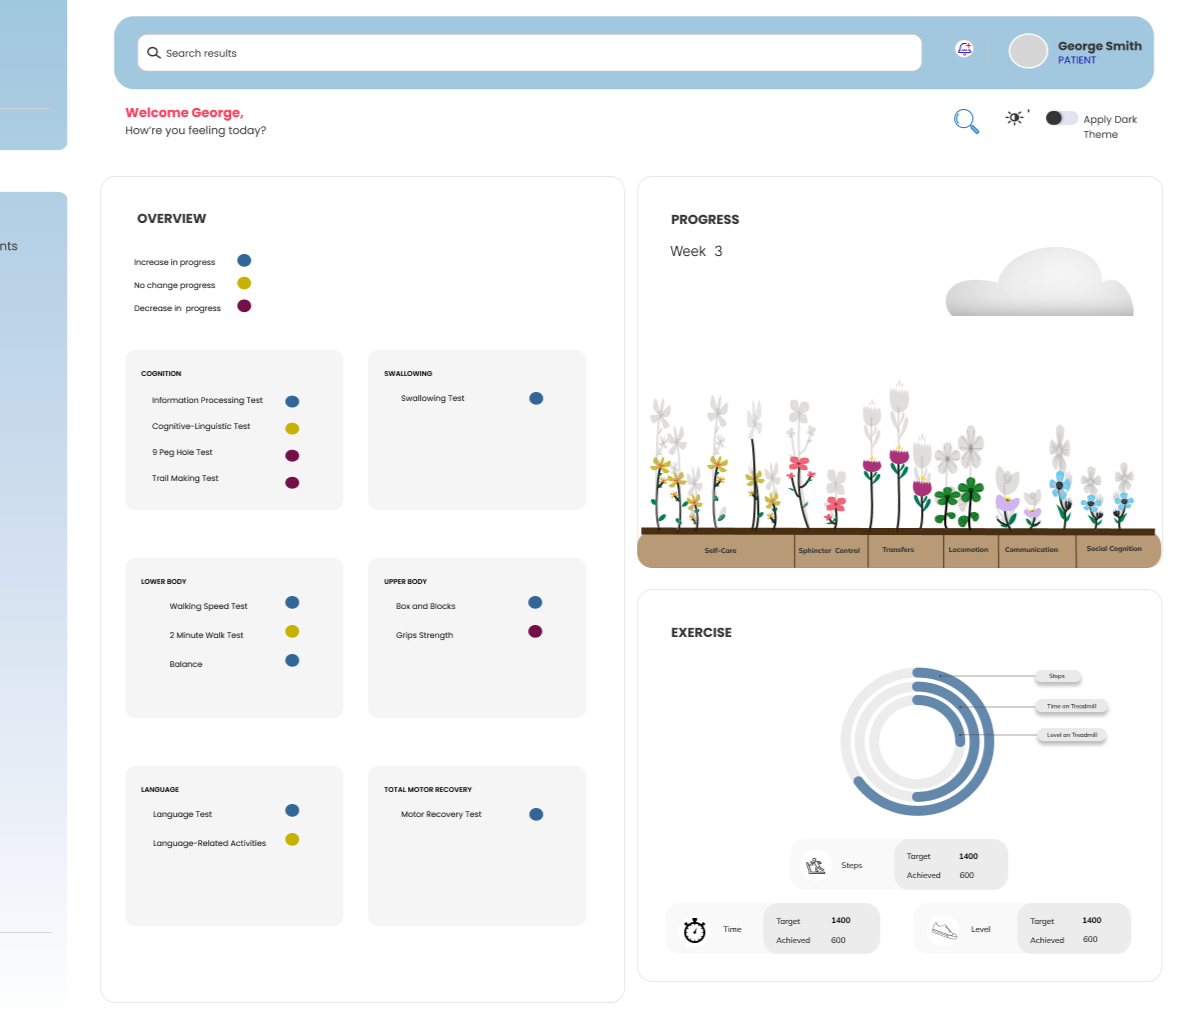 Search results
George Smith
PATIENT
Welcome George,
How're you feeling today?
Apply Dark
Theme
nts
OVERVIEW
Increase in progress
No change progress
Decrease in progress
COGNITION
Information Processing Test
Cognitive-Linguistic Test
9 Peg Hole Test
Trail Making Test
SWALLOWING
Swallowing Test
LOWER BODY
Walking Speed Test
2 Minute Walk Test
Balance
UPPER BODY
Box and Blocks
Grips Strength
LANGUAGE
Language Test
Language-Related Activities
TOTAL MOTOR RECOVERY
Motor Recovery Test
PROGRESS
Week 3
Self-Care
Sphincter Control
Transfers
Locomotion
Communication
Social Cognition
EXERCISE
Steps
Time on Treadmill
Level on Treadmill
Steps
Target 1400
Achieved 600
Time
Target 1400
Achieved 600
Level
Target 1400
Achieved 600